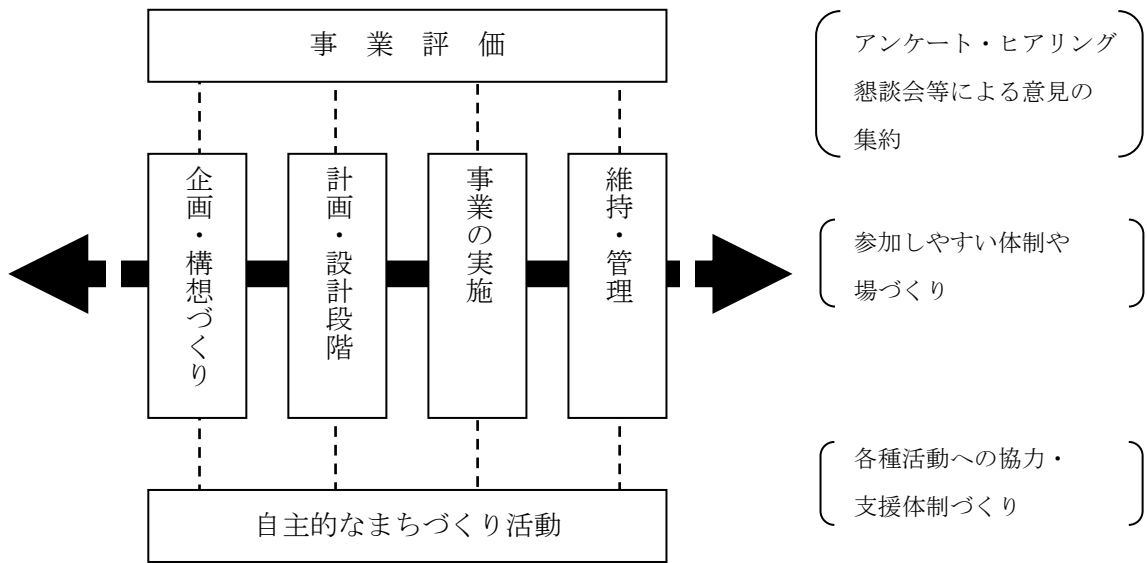 事業評価
アンケート・ヒアリング
懇談会等による意見の
集約
企画・構想づくり
計画・設計段階
事業の実施
維持・管理
参加しやすい体制や
場づくり
自主的なまちづくり活動
各種活動への協力・
支援体制づくり